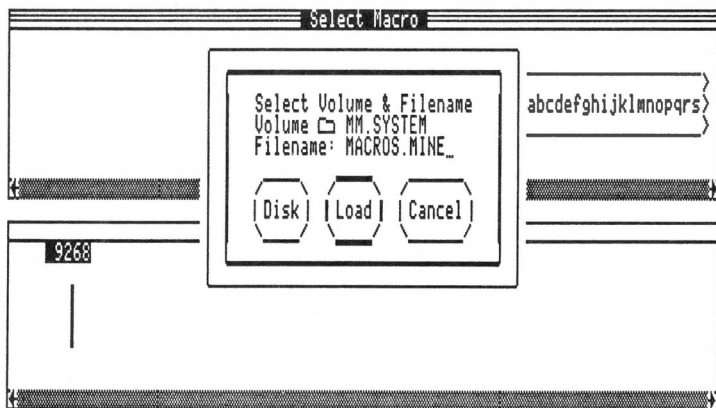 Select Macro
Select Volume & Filename
Volume MM.SYSTEM
Filename: MACROS.MINE_
abcdefghijklmnopqrs
Disk Load Cancel
9268